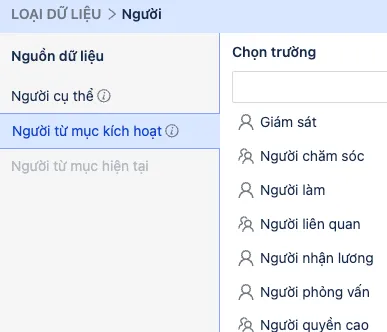 LOẠI DỮ LIỆU > Người
Nguồn dữ liệu
Người cụ thể
Người từ mục kích hoạt
Người từ mục hiện tại
Chọn trường
Giám sát
Người chăm sóc
Người làm
Người liên quan
Người nhận lương
Người phỏng vấn
Người quyền cao